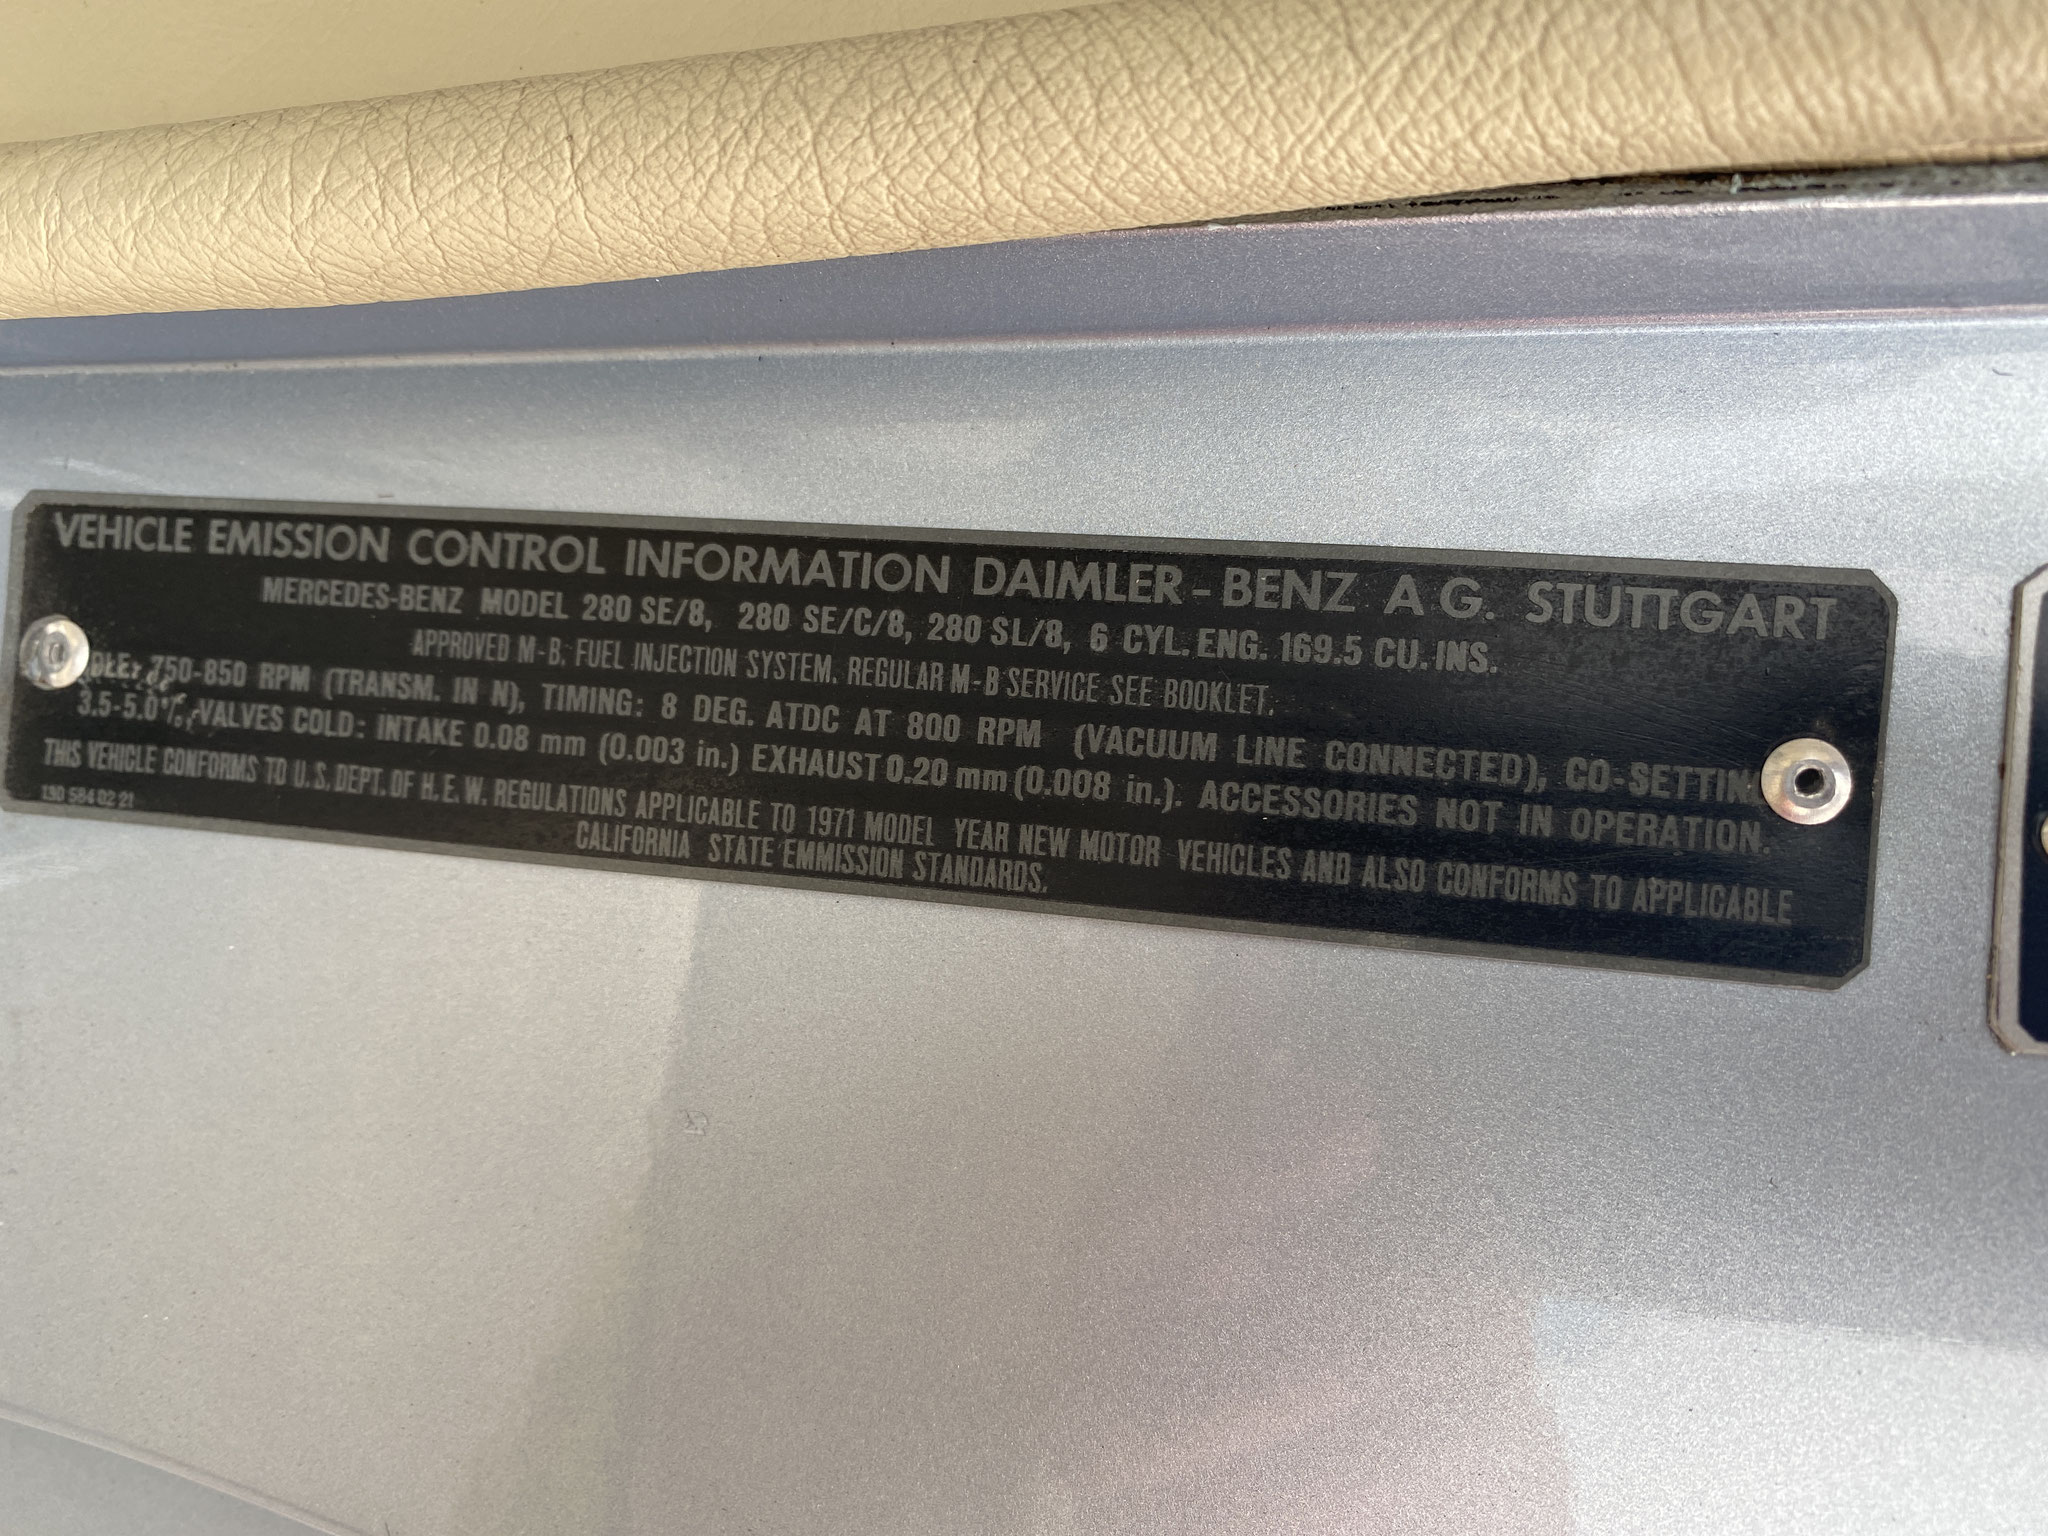 VEHICLE EMISSION CONTROL INFORMATION DAIMLER-BENZ A G. STUTTGART
MERCEDES-BENZ MODEL 280 SE/8, 280 SE/C/8, 280 SL/8, 6 CYL. ENG. 169.5 CU. INS.
APPROVED M-B. FUEL INJECTION SYSTEM. REGULAR M-B SERVICE SEE BOOKLET.
750-850 RPM (TRANSM. IN N), TIMING: 8 DEG. ATDC AT 800 RPM (VACUUM LINE CONNECTED), CO-SETTING
3.5-5.0%, VALVES COLD: INTAKE 0.08 mm (0.003 in.) EXHAUST 0.20 mm (0.008 in.). ACCESSORIES NOT IN OPERATION.
THIS VEHICLE CONFORMS TO U.S. DEPT. OF H.E.W. REGULATIONS APPLICABLE TO 1971 MODEL YEAR NEW MOTOR VEHICLES AND ALSO CONFORMS TO APPLICABLE
CALIFORNIA STATE EMMISSION STANDARDS.
130 584 02 21